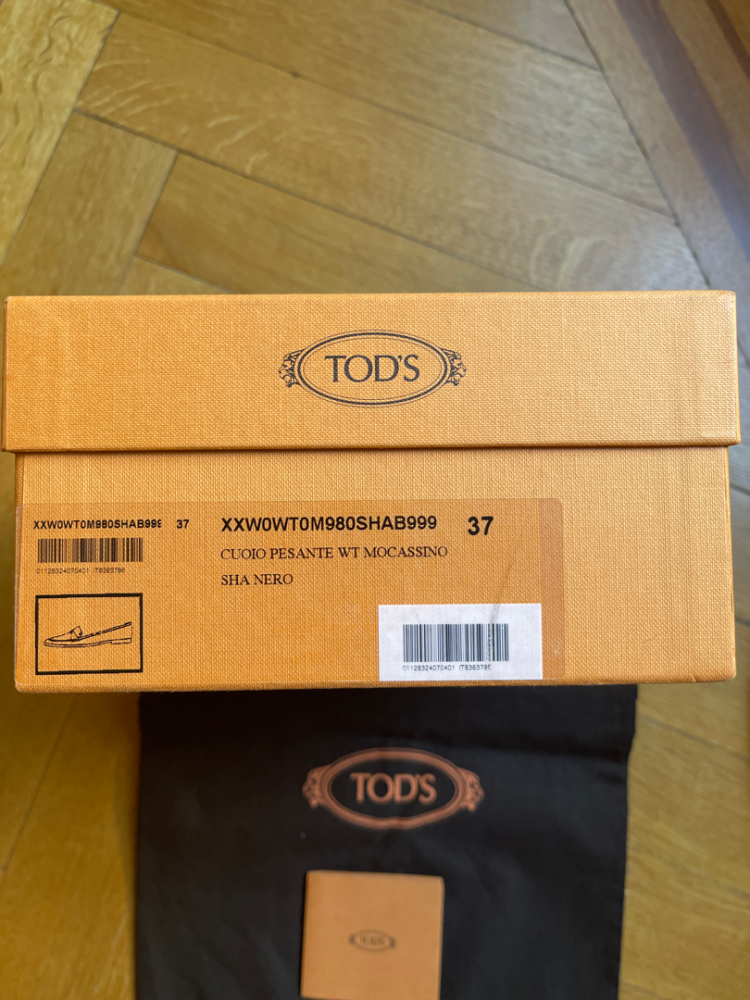 TOD'S
XXW0WT0M980SHAB999 37
XXW0WT0M980SHAB999 37
CUOIO PESANTE WT MOCASSINO
SHA NERO
TOD'S
TOD'S